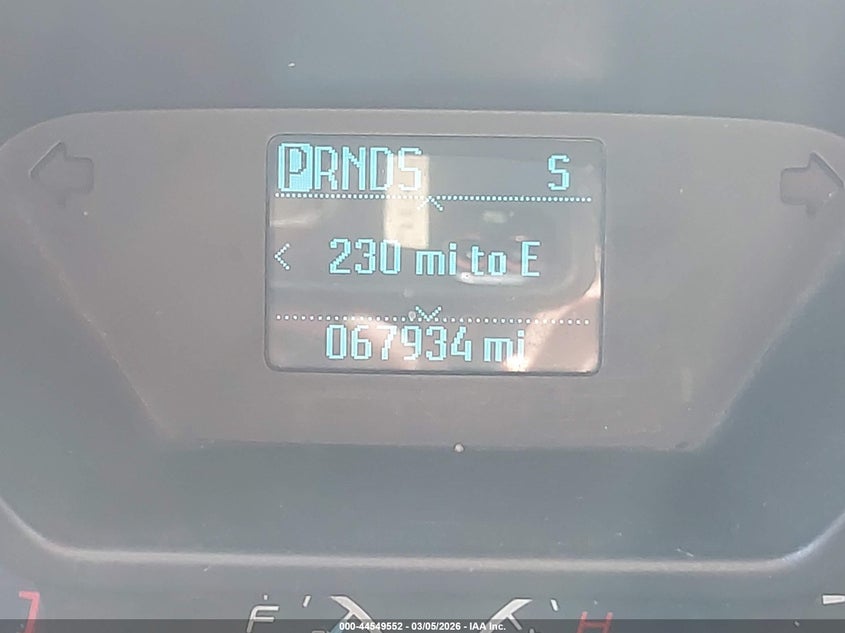 PRNDS S
< 230 mi to E
067934 mi
F H
000-44549552 - 03/05/2026 - IAA Inc.